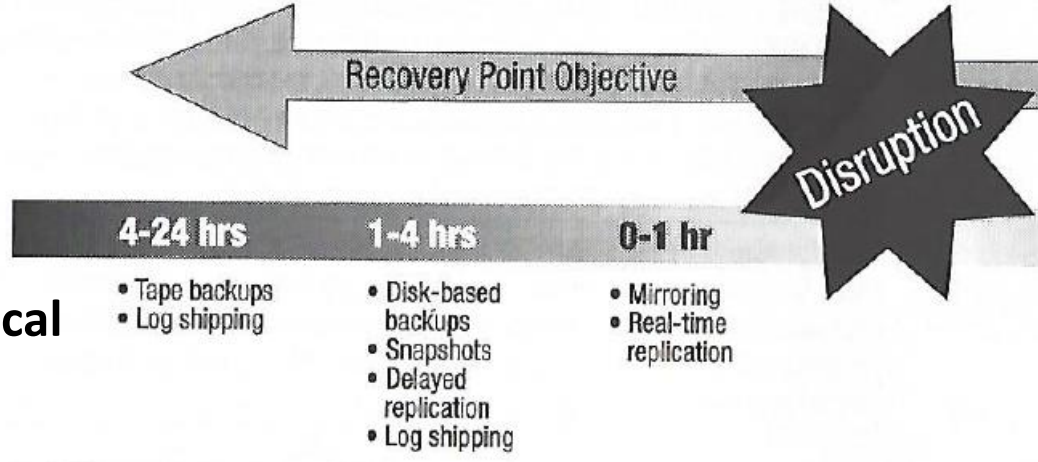 Recovery Point Objective
Disruption
4-24 hrs
1-4 hrs
0-1 hr
• Tape backups
• Log shipping
cal
• Disk-based
backups
• Snapshots
• Delayed
replication
• Log shipping
• Mirroring
• Real-time
replication